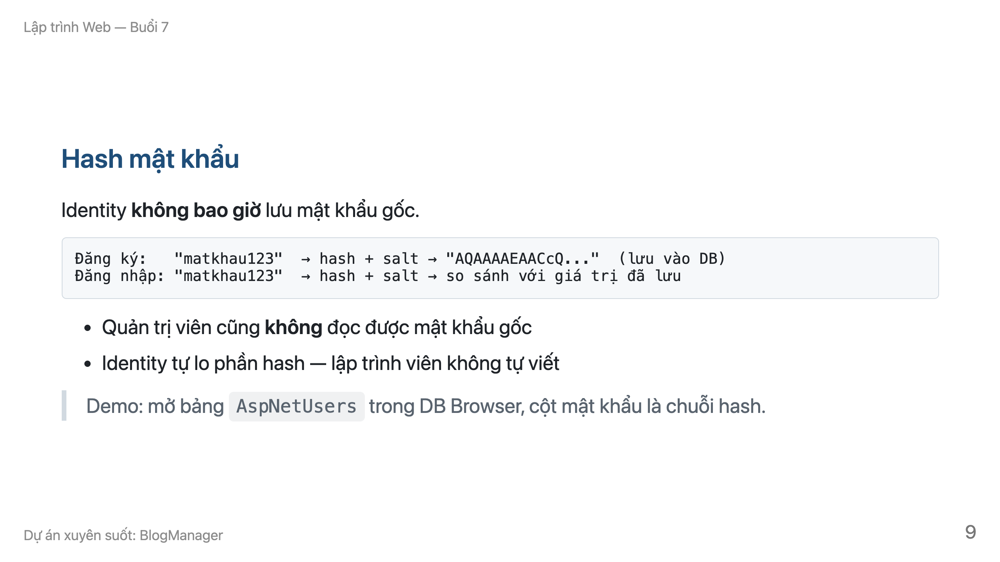 Lập trình Web — Buổi 7
Hash mật khẩu
Identity không bao giờ lưu mật khẩu gốc.
Đăng ký:   "matkhau123"  → hash + salt → "AQAAAAEAACcQ..."  (lưu vào DB)
Đăng nhập: "matkhau123"  → hash + salt → so sánh với giá trị đã lưu
• Quản trị viên cũng không đọc được mật khẩu gốc
• Identity tự lo phần hash — lập trình viên không tự viết
Demo: mở bảng AspNetUsers trong DB Browser, cột mật khẩu là chuỗi hash.
Dự án xuyên suốt: BlogManager
9